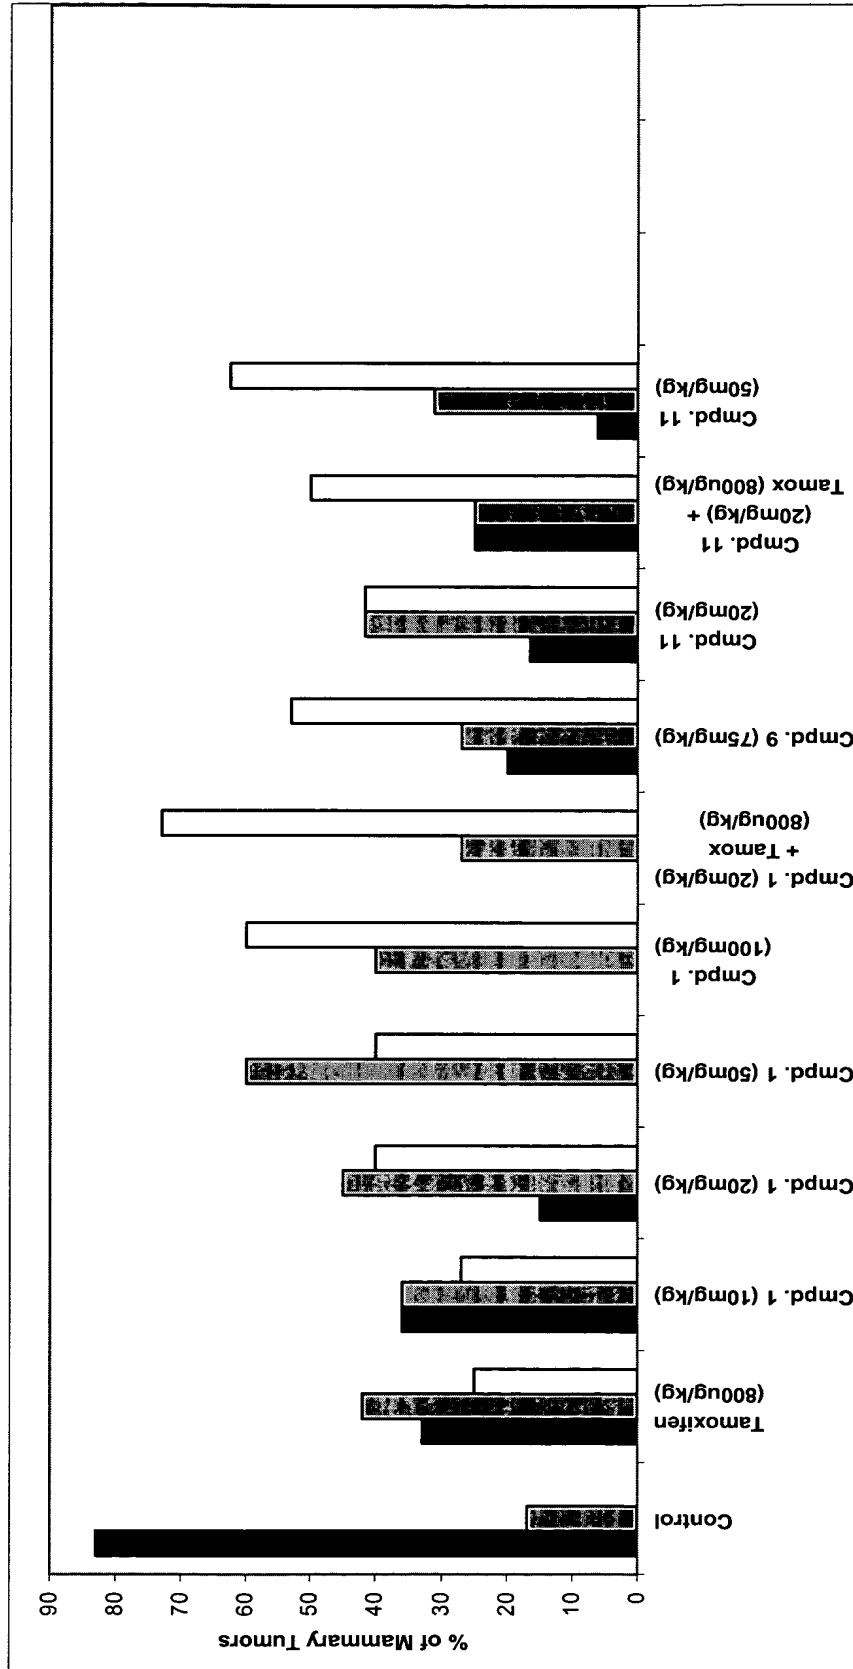 % of Mammary Tumors
90
80
70
60
50
40
30
20
10
0
Control
Tamoxifen
(800ug/kg)
Cmpd. 1 (10mg/kg)
Cmpd. 1 (20mg/kg)
Cmpd. 1 (50mg/kg)
Cmpd. 1
(100mg/kg)
Cmpd. 1 (20mg/kg)
+ Tamox
(800ug/kg)
Cmpd. 9 (75mg/kg)
Cmpd. 11
(20mg/kg)
Cmpd. 11
(20mg/kg) +
Tamox (800ug/kg)
Cmpd. 11
(50mg/kg)